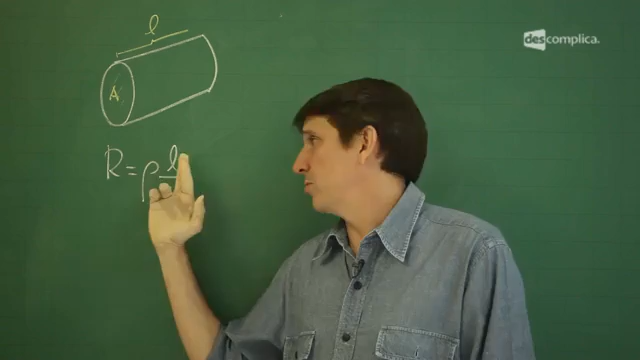 ℓ
descomplica.
A
R = ρ ℓ